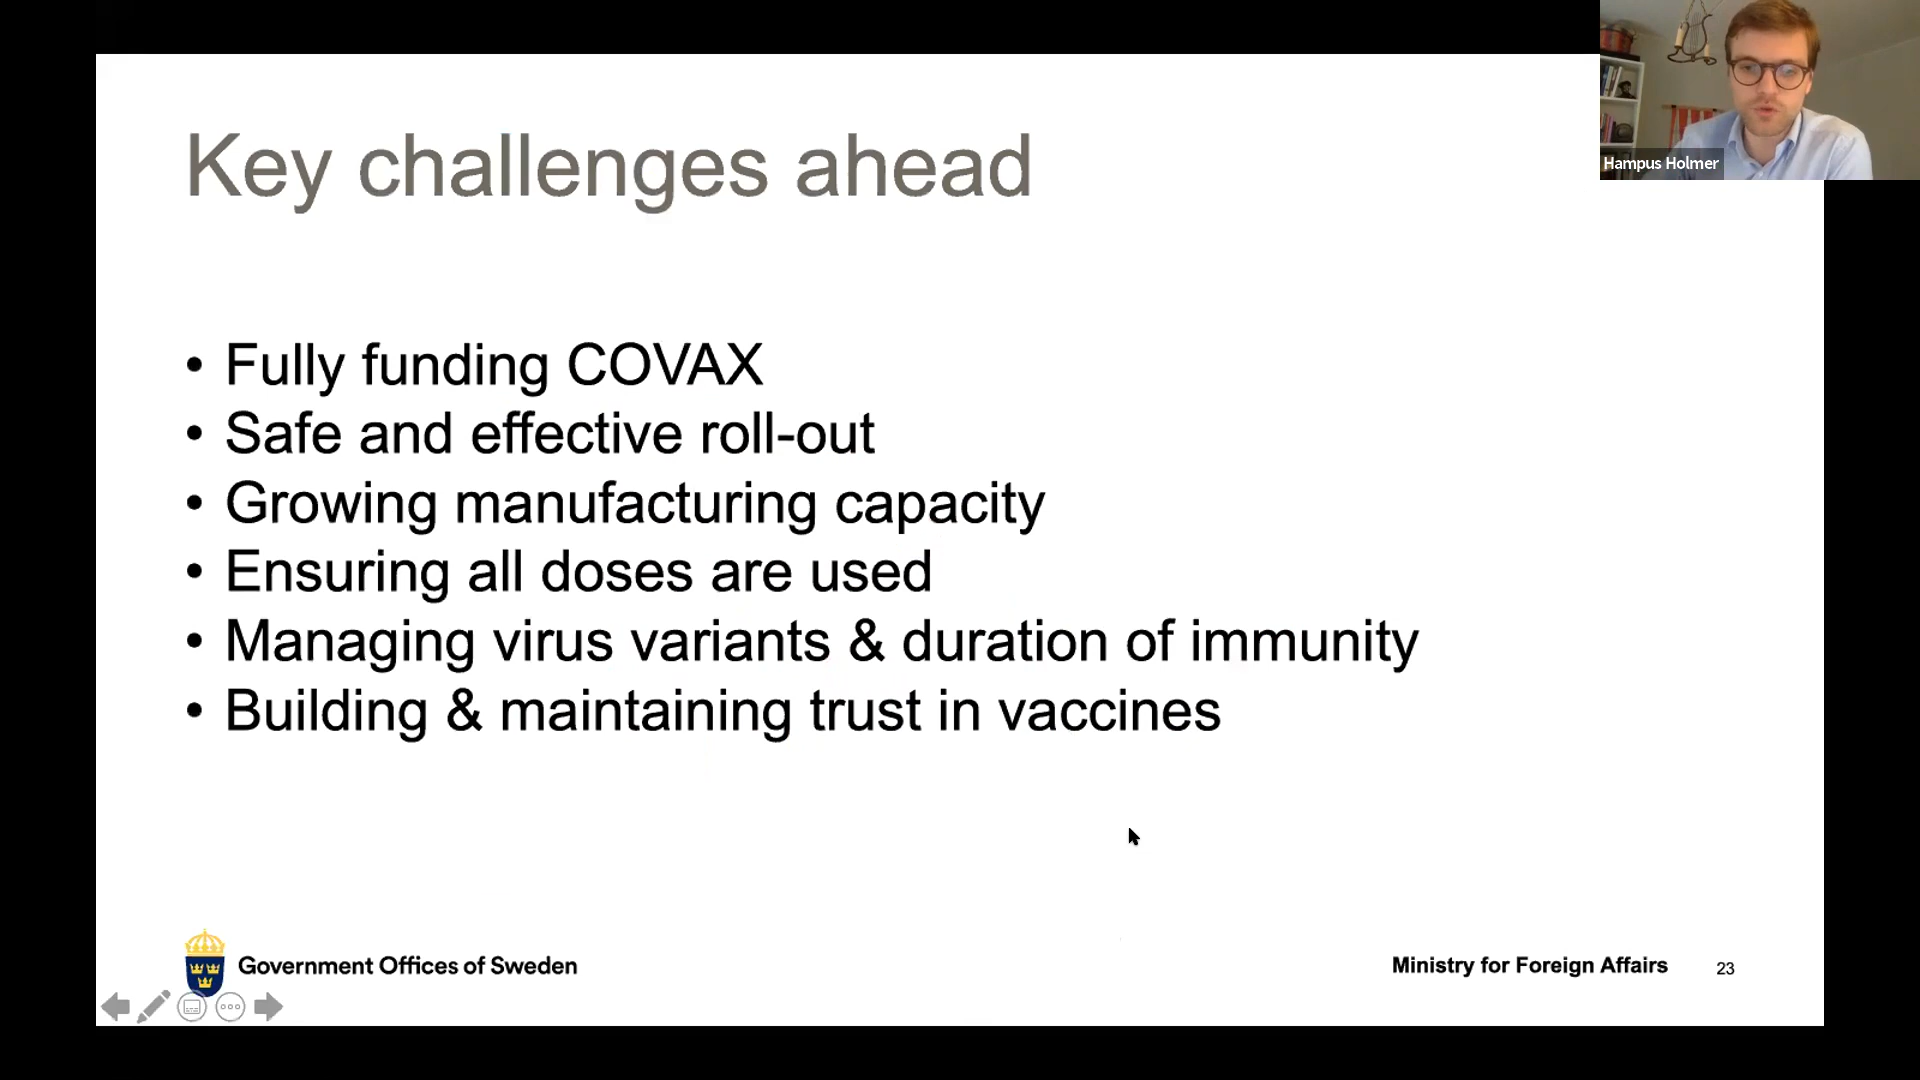 Key challenges ahead
Hampus Holmer
• Fully funding COVAX
• Safe and effective roll-out
• Growing manufacturing capacity
• Ensuring all doses are used
• Managing virus variants & duration of immunity
• Building & maintaining trust in vaccines
Government Offices of Sweden
Ministry for Foreign Affairs
23